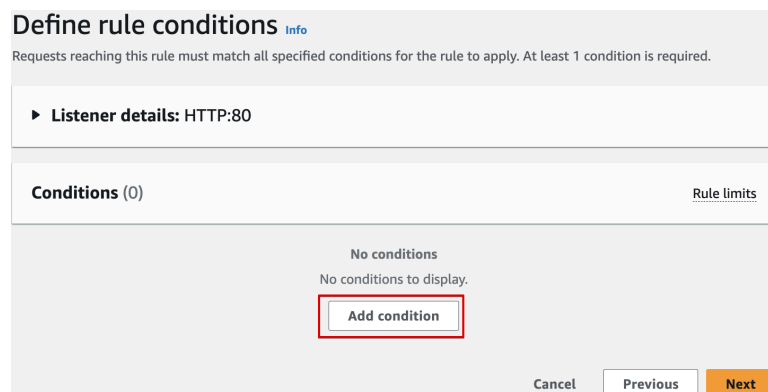 Define rule conditions Info
Requests reaching this rule must match all specified conditions for the rule to apply. At least 1 condition is required.
Listener details: HTTP:80
Conditions (0) Rule limits
No conditions
No conditions to display.
Add condition
Cancel Previous Next